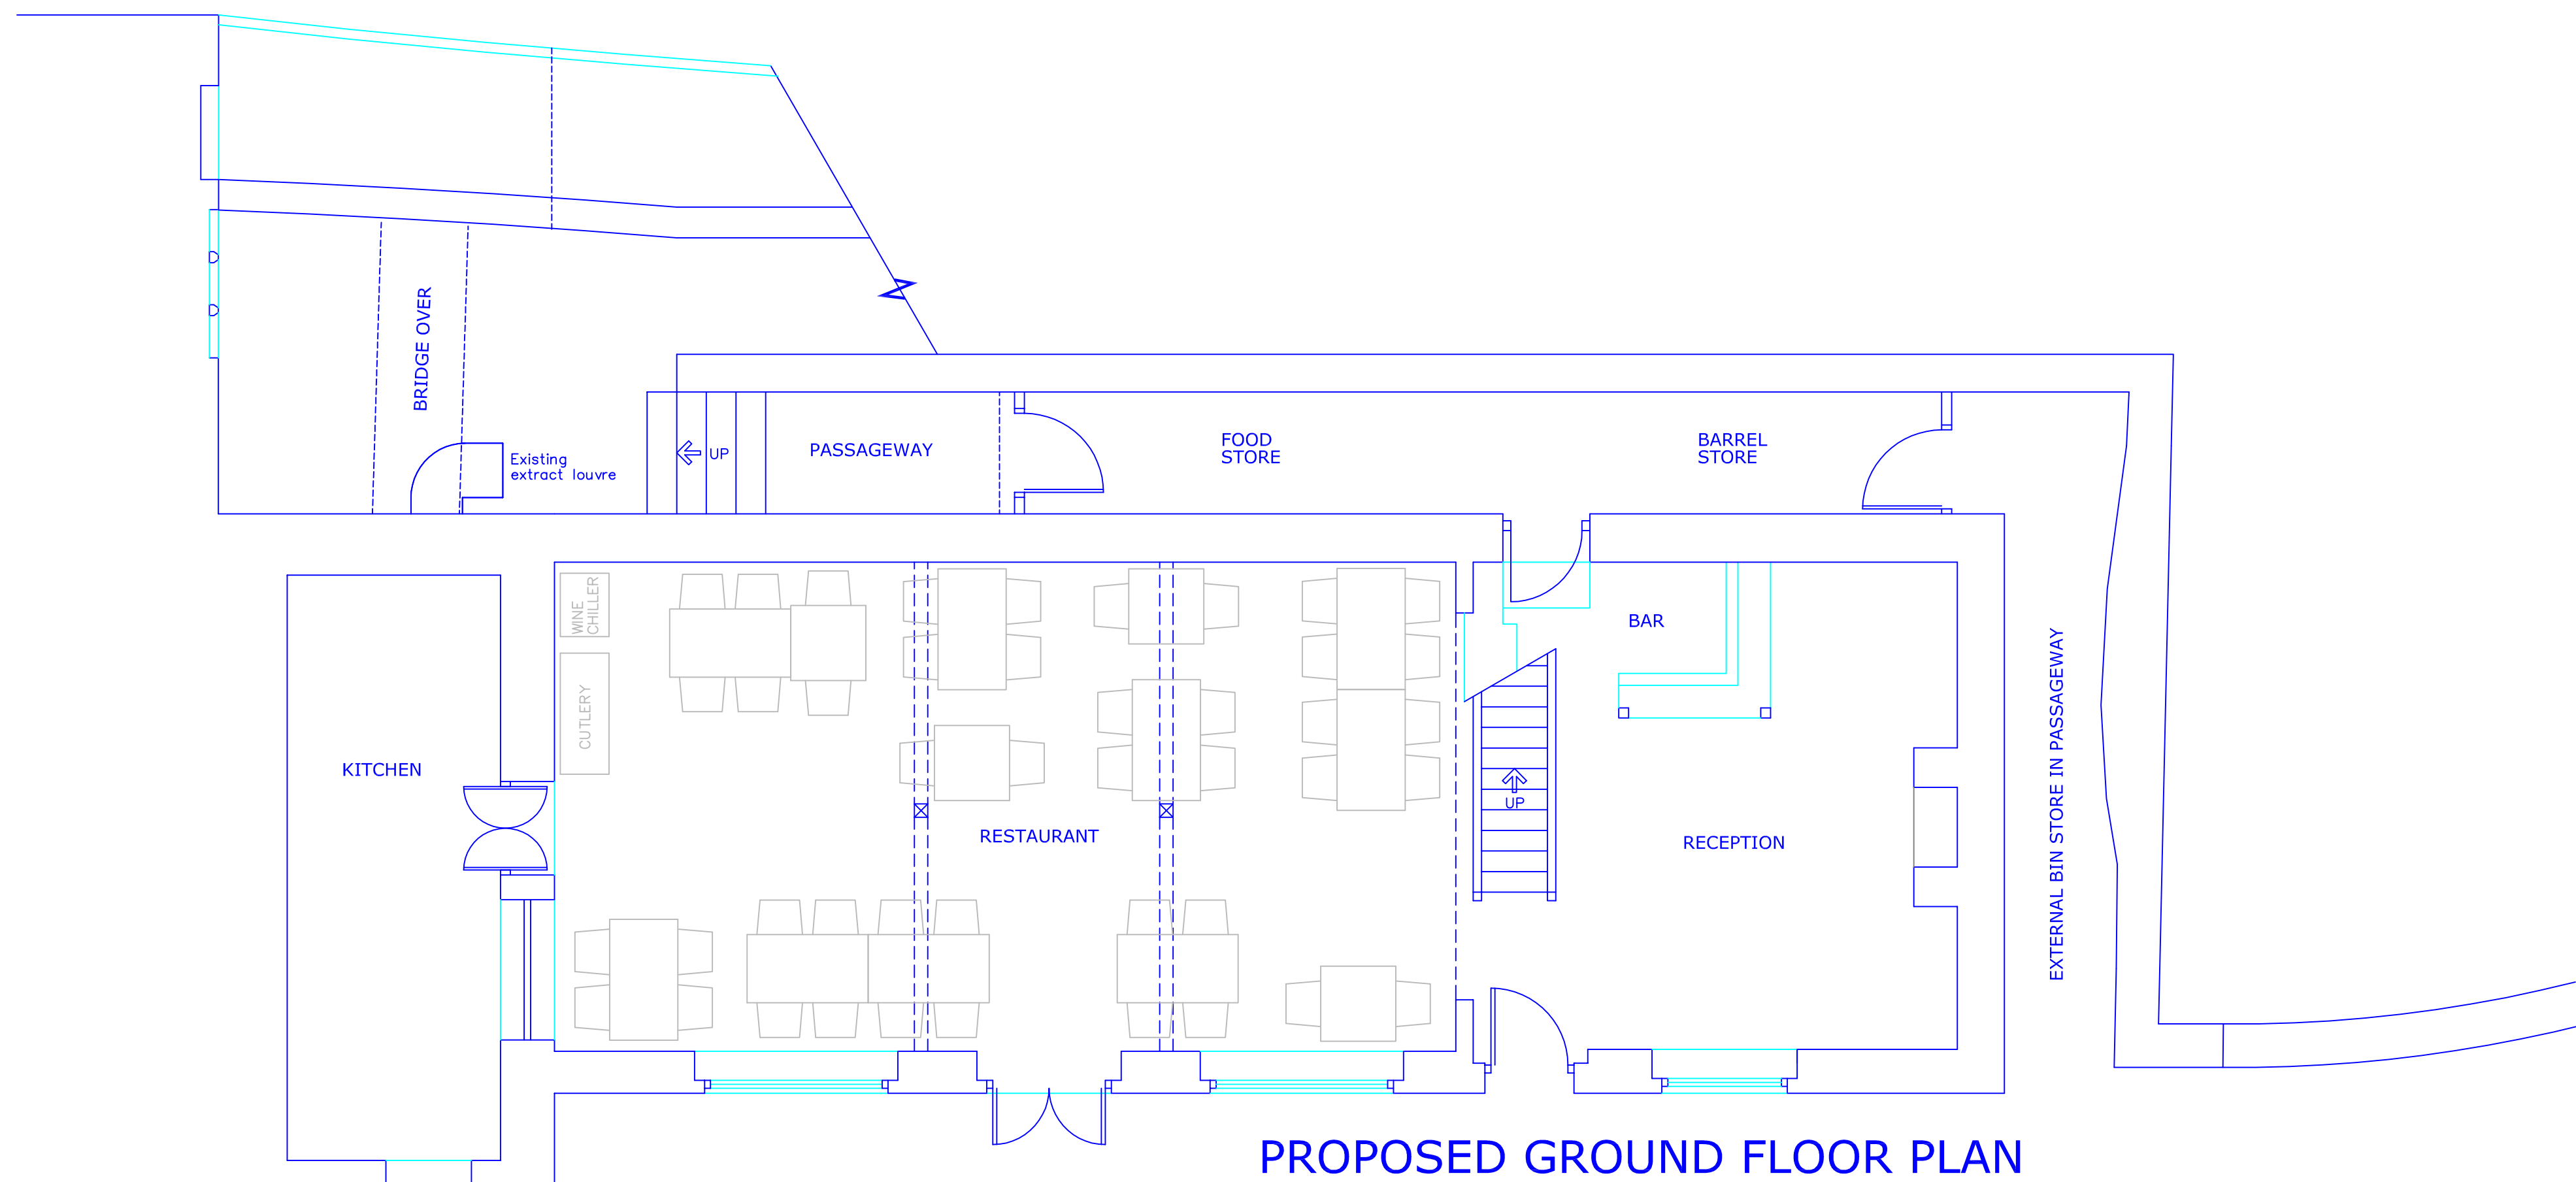 BRIDGE OVER
Existing
extract louvre
UP
PASSAGEWAY
FOOD
STORE
BARREL
STORE
WINE
CHILLER
CUTLERY
KITCHEN
RESTAURANT
BAR
UP
RECEPTION
EXTERNAL BIN STORE IN PASSAGEWAY
PROPOSED GROUND FLOOR PLAN